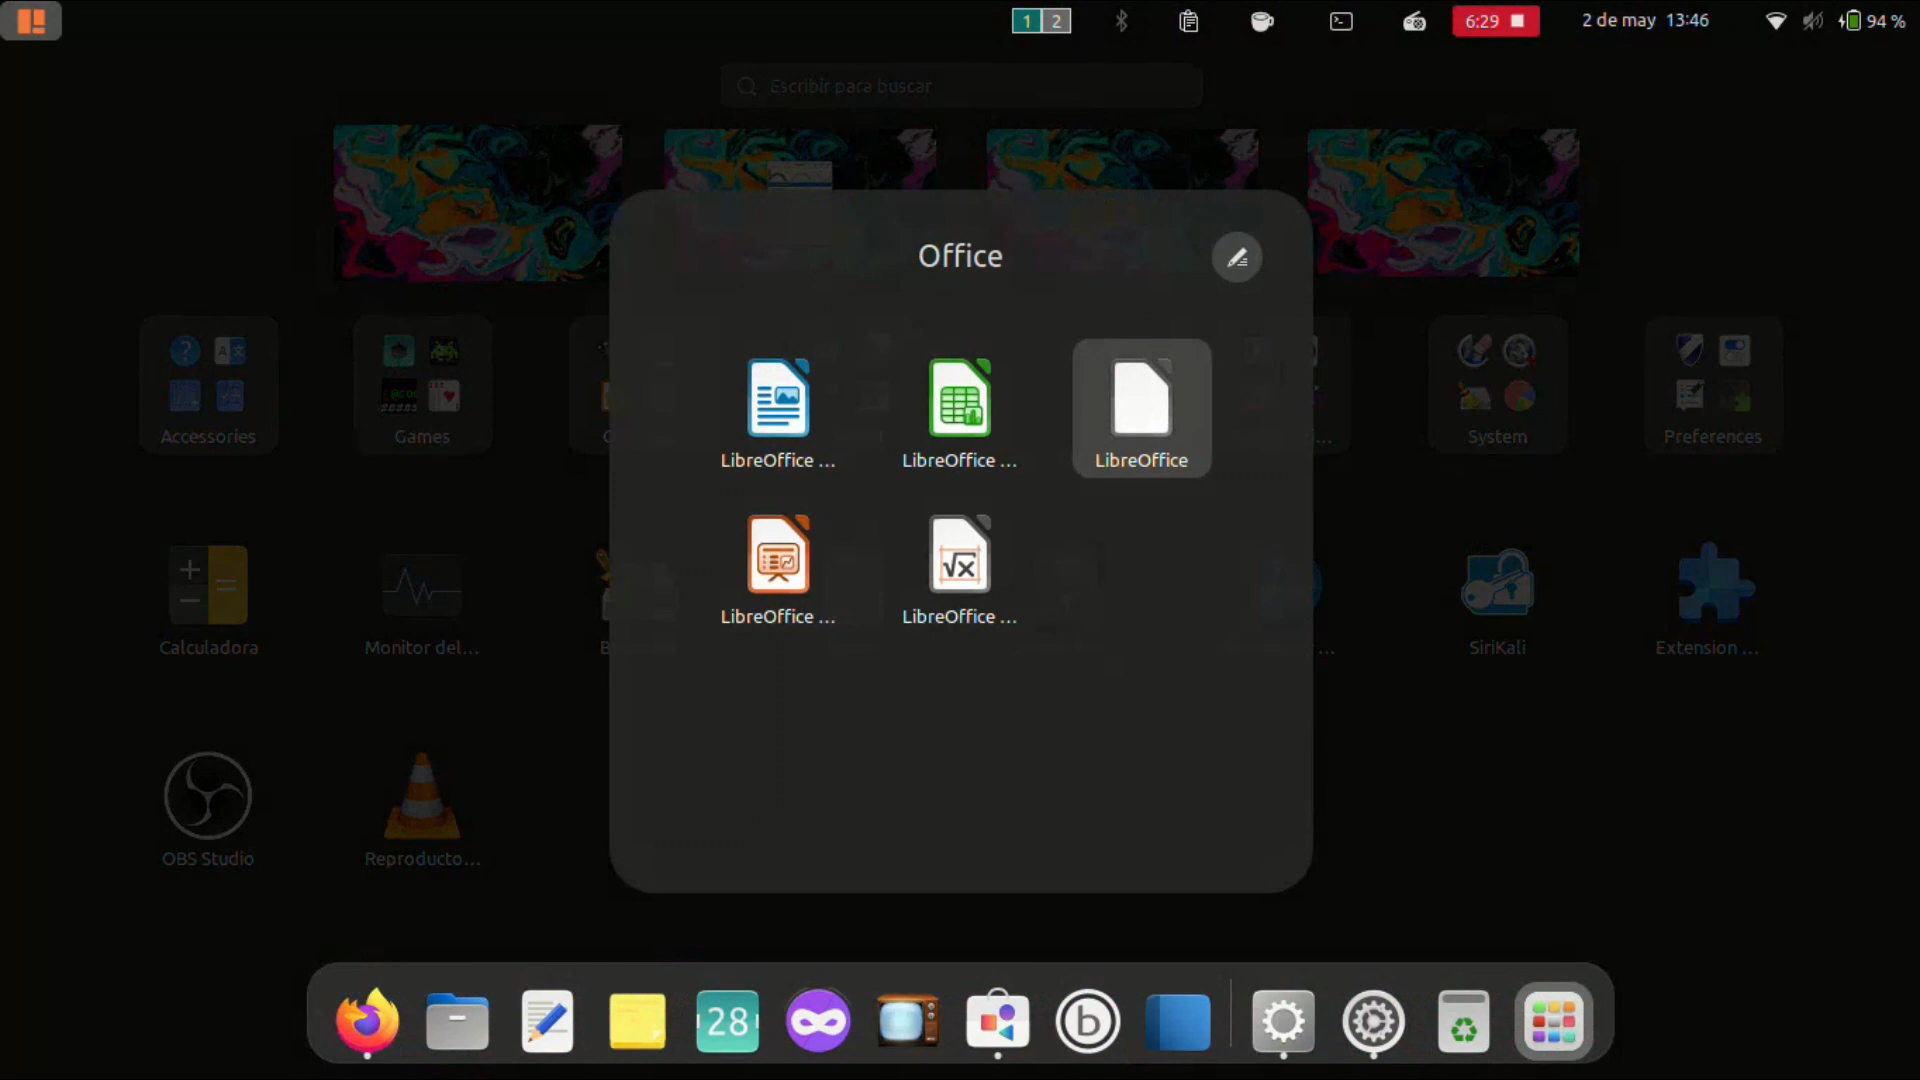 1 2
6:29
2 de may 13:46
94 %
Escribir para buscar
Office
LibreOffice ...
LibreOffice ...
LibreOffice
LibreOffice ...
LibreOffice ...
Accessories
Games
System
Preferences
Calculadora
Monitor del...
SiriKali
Extension ...
OBS Studio
Reproducto...
28